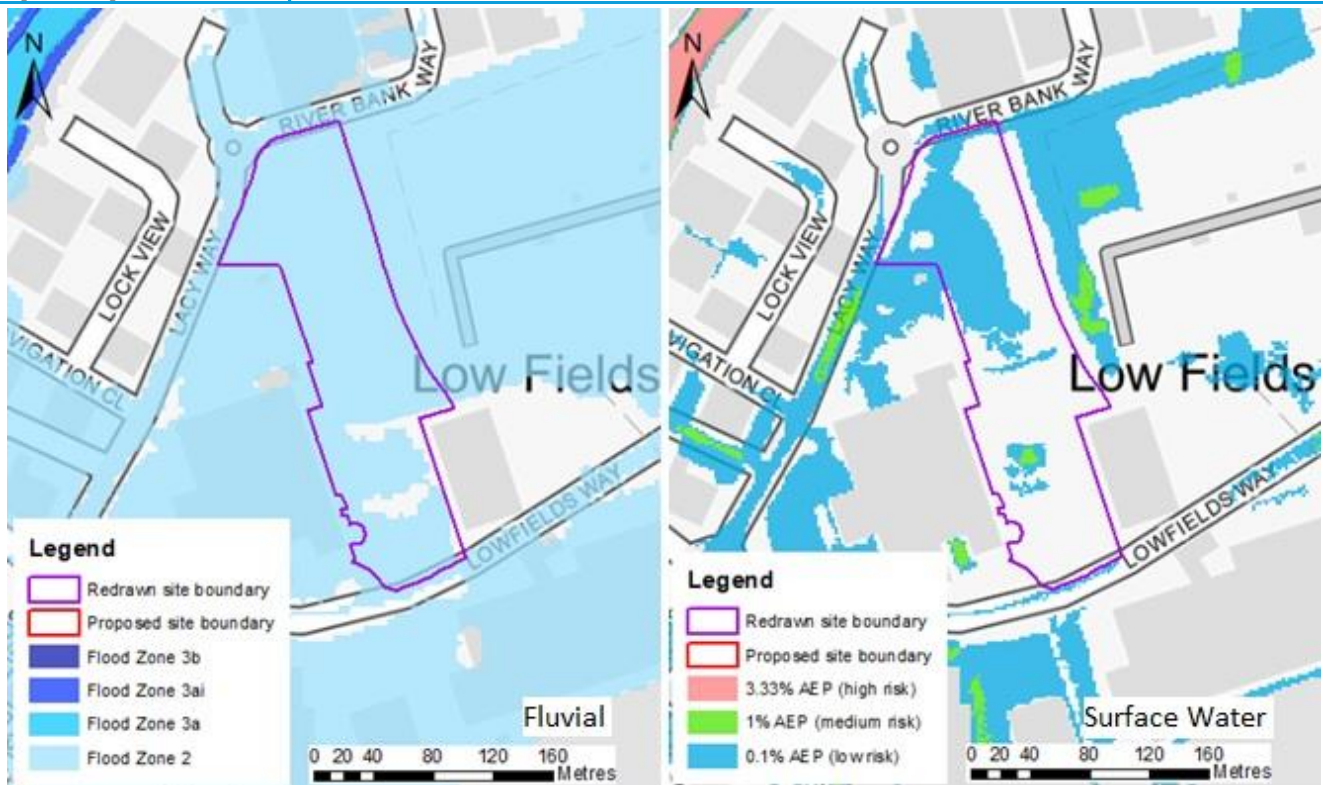 N
RIVER BANK WAY
LOCK VIEW
LACY WAY
VIGATION CL
Low Fields
LOWFIELDS WAY
Legend
Redrawn site boundary
Proposed site boundary
Flood Zone 3b
Flood Zone 3ai
Flood Zone 3a
Flood Zone 2
Fluvial
0 20 40 80 120 160
Metres
N
RIVER BANK WAY
LOCK VIEW
LACY WAY
VIGATION CL
Low Fields
LOWFIELDS WAY
Legend
Redrawn site boundary
Proposed site boundary
3.33% AEP (high risk)
1% AEP (medium risk)
0.1% AEP (low risk)
Surface Water
0 20 40 80 120 160
Metres